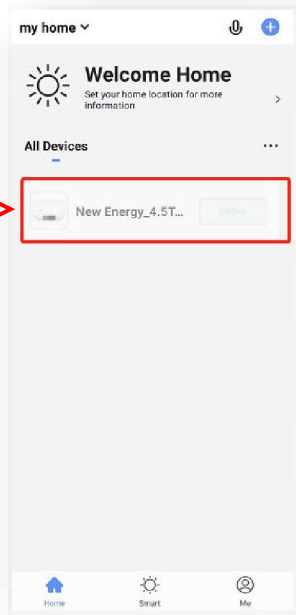 my home
Welcome Home
Set your home location for more
information
All Devices
New Energy_4.5T...
Offline
Home
Smart
Me